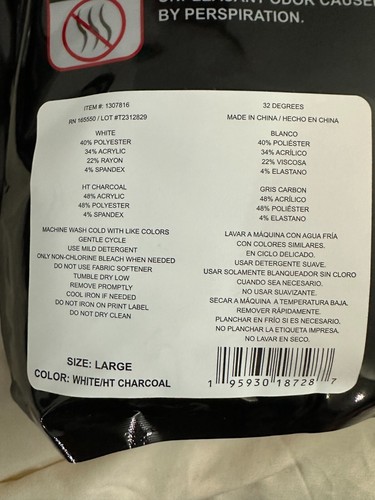 BY PERSPIRATION.
ITEM #: 1307816
RN 165550 / LOT #T2312829
WHITE
40% POLYESTER
34% ACRYLIC
22% RAYON
4% SPANDEX
HT CHARCOAL
48% ACRYLIC
48% POLYESTER
4% SPANDEX
MACHINE WASH COLD WITH LIKE COLORS
GENTLE CYCLE
USE MILD DETERGENT
ONLY NON-CHLORINE BLEACH WHEN NEEDED
DO NOT USE FABRIC SOFTENER
TUMBLE DRY LOW
REMOVE PROMPTLY
COOL IRON IF NEEDED
DO NOT IRON ON PRINT LABEL
DO NOT DRY CLEAN
SIZE: LARGE
COLOR: WHITE/HT CHARCOAL
32 DEGREES
MADE IN CHINA / HECHO EN CHINA
BLANCO
40% POLIÉSTER
34% ACRÍLICO
22% VISCOSA
4% ELASTANO
GRIS CARBON
48% ACRÍLICO
48% POLIÉSTER
4% ELASTANO
LAVAR A MÁQUINA CON AGUA FRÍA
CON COLORES SIMILARES.
EN CICLO DELICADO.
USAR DETERGENTE SUAVE.
USAR SOLAMENTE BLANQUEADOR SIN CLORO
CUANDO SEA NECESARIO.
NO USAR SUAVIZANTE.
SECAR A MÁQUINA A TEMPERATURA BAJA.
REMOVER RÁPIDAMENTE.
PLANCHAR EN FRÍO SI ES NECESARIO.
NO PLANCHAR LA ETIQUETA IMPRESA.
NO LAVAR EN SECO.
1 95930 18728 7